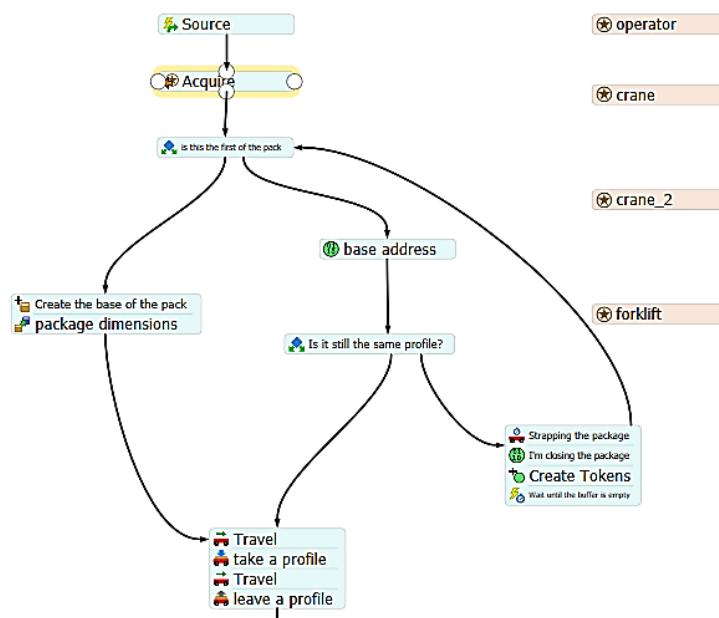 Source
operator
Acquire
crane
is this the first of the pack
crane_2
base address
Create the base of the pack
package dimensions
forklift
Is it still the same profile?
Strapping the package
I'm closing the package
Create Tokens
Wait until the buffer is empty
Travel
take a profile
Travel
leave a profile